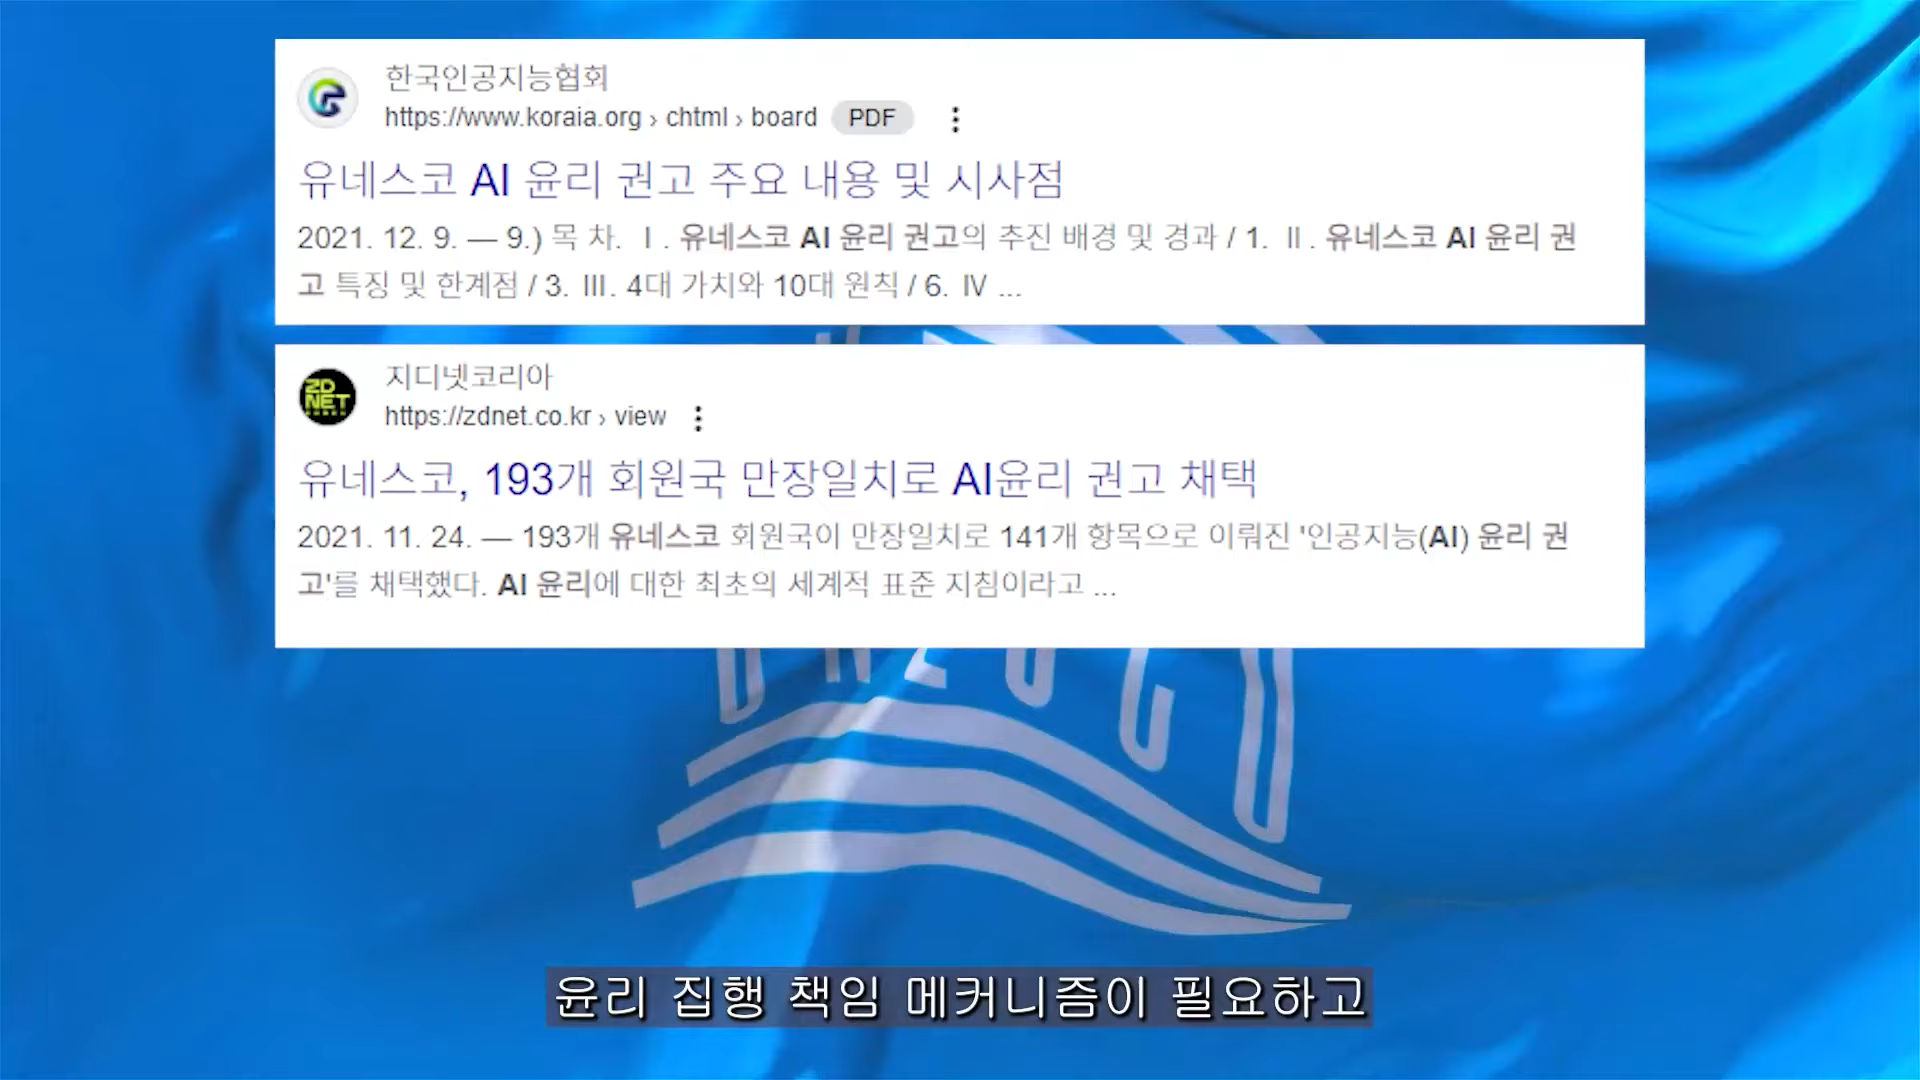 한국인공지능협회
https://www.koraia.org › chtml › board PDF
유네스코 AI 윤리 권고 주요 내용 및 시사점
2021. 12. 9. — 9.) 목 차. Ⅰ. 유네스코 AI 윤리 권고의 추진 배경 및 경과 / 1. Ⅱ. 유네스코 AI 윤리 권
고 특징 및 한계점 / 3. Ⅲ. 4대 가치와 10대 원칙 / 6. Ⅳ ...
ZD
NET
지디넷코리아
https://zdnet.co.kr › view
유네스코, 193개 회원국 만장일치로 AI윤리 권고 채택
2021. 11. 24. — 193개 유네스코 회원국이 만장일치로 141개 항목으로 이뤄진 '인공지능(AI) 윤리 권
고'를 채택했다. AI 윤리에 대한 최초의 세계적 표준 지침이라고 ...
윤리 집행 책임 메커니즘이 필요하고